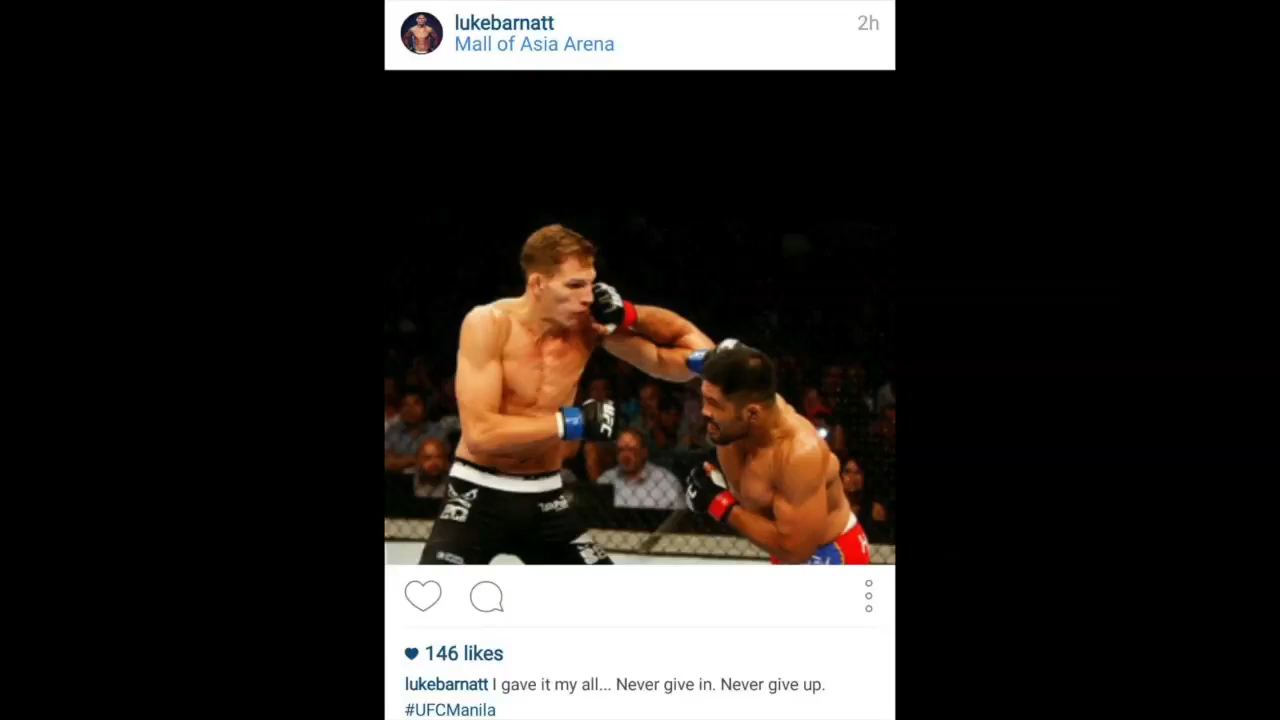 lukebarnatt
2h
Mall of Asia Arena
UFC
146 likes
lukebarnatt I gave it my all... Never give in. Never give up.
#UFCManila